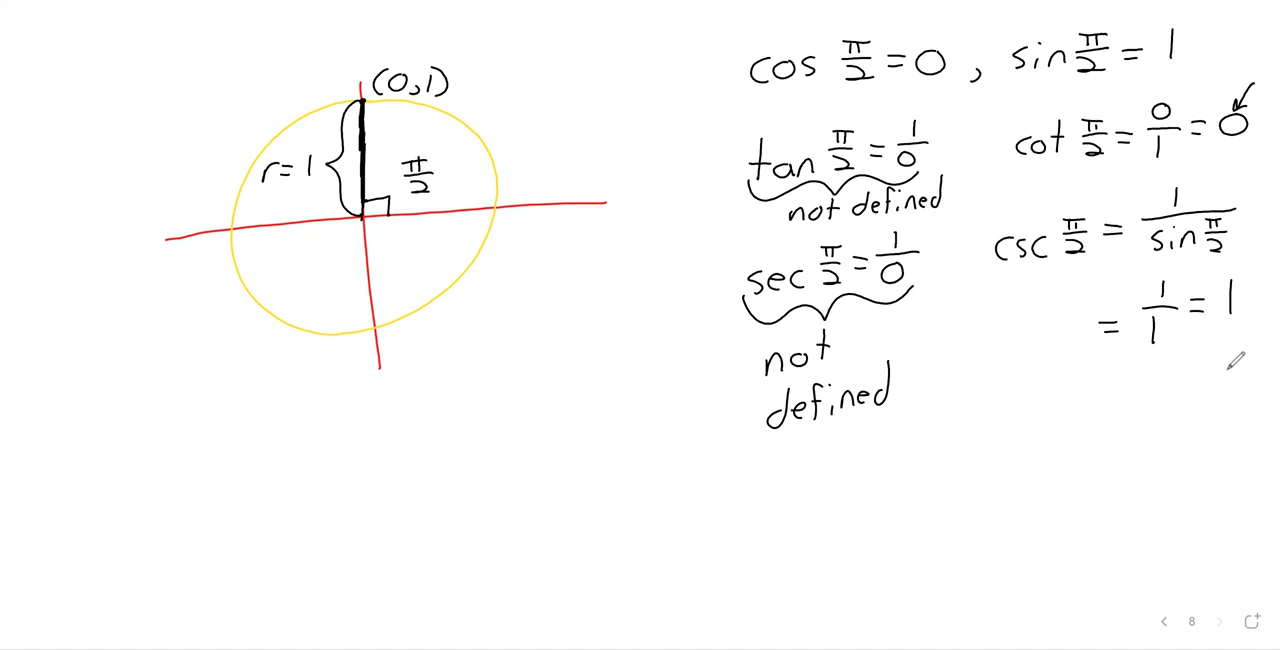 (0,1)
r=1
π/2
cos π/2 = 0 , sin π/2 = 1
tan π/2 = 1/0
not defined
cot π/2 = 0/1 = 0
sec π/2 = 1/0
not
defined
csc π/2 = 1/sin π/2
= 1/1 = 1
8